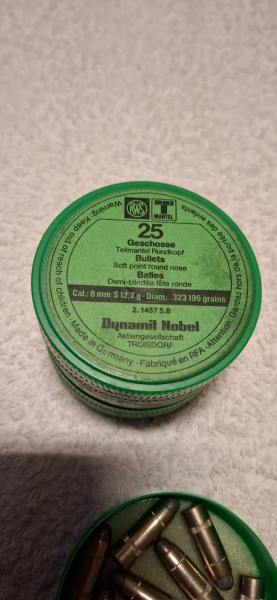 RWS
T
MANTEL
25
Geschosse
Teilmantel Rundkopf
Bullets
Soft point round nose
Balles
Demi-blindée tête ronde
Cal.: 8 mm S 12,7 g - Diam. .323 196 grains
2.1457 5.8
Dynamit Nobel
Aktiengesellschaft
TROISDORF
Warning: Keep out of reach of children · Made in Germany · Fabriqué en RFA · Attention: Gardez hors de la portée des enfants